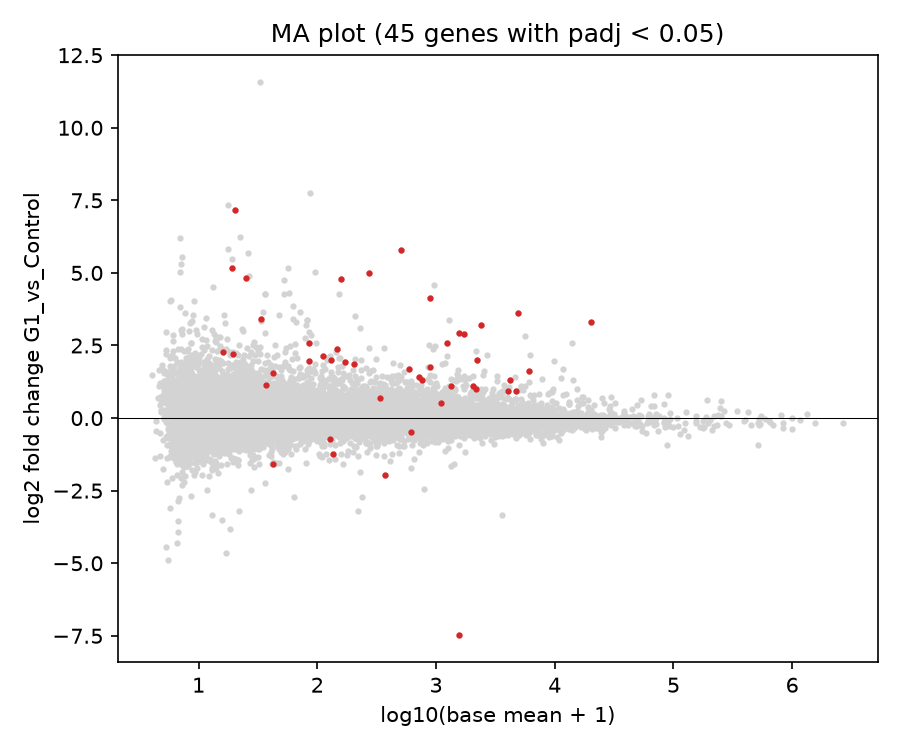 MA plot (45 genes with padj < 0.05)
12.5
10.0
7.5
5.0
2.5
0.0
−2.5
−5.0
−7.5
log2 fold change G1_vs_Control
1 2 3 4 5 6
log10(base mean + 1)